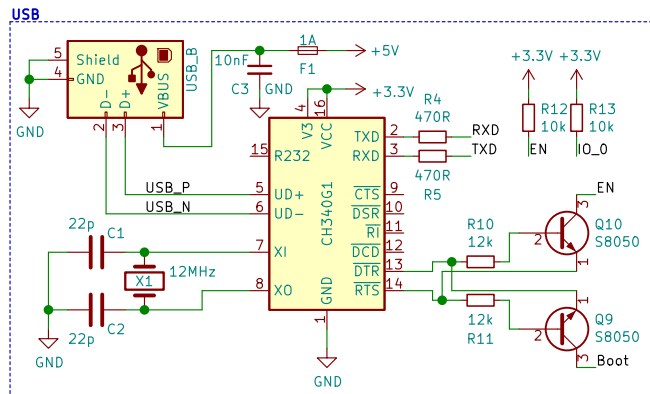 USB
5
Shield
4
GND
USB_B
D-
D+
VBUS
2
3
1
GND
10nF
C3
GND
1A
F1
+5V
+3.3V
4
16
V3
VCC
15
R232
CH340G1
TXD
2
R4
470R
RXD
RXD
3
TXD
470R
R5
+3.3V
+3.3V
R12
10k
R13
10k
EN
IO_0
USB_P
5
UD+
USB_N
6
UD-
CTS
9
DSR
10
RI
11
DCD
12
DTR
13
RTS
14
22p
C1
7
XI
X1
12MHz
8
XO
22p
C2
GND
GND
1
GND
R10
12k
12k
R11
EN
3
Q10
S8050
2
1
1
Q9
S8050
2
3
Boot